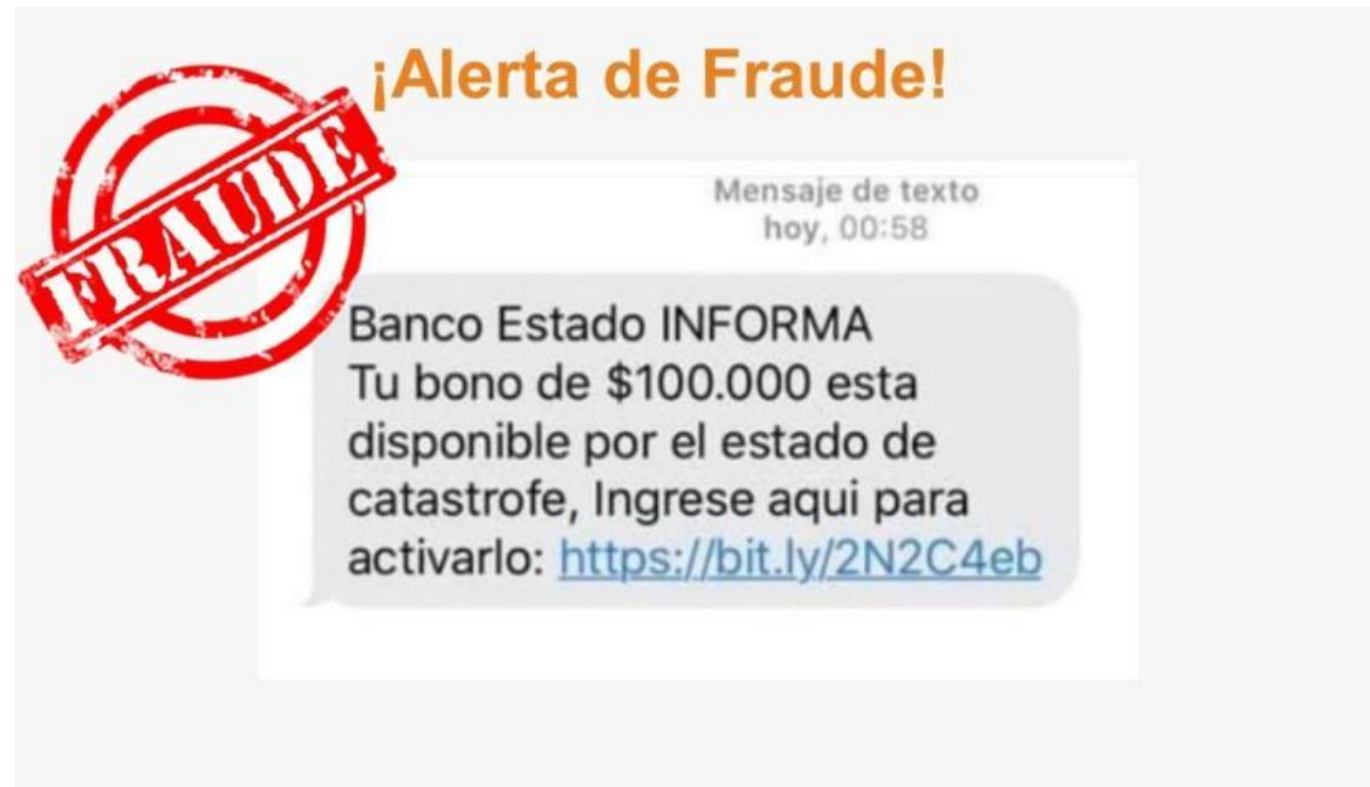 ¡Alerta de Fraude!
FRAUDE
Mensaje de texto
hoy, 00:58
Banco Estado INFORMA
Tu bono de $100.000 esta
disponible por el estado de
catastrofe, Ingrese aqui para
activarlo: https://bit.ly/2N2C4eb